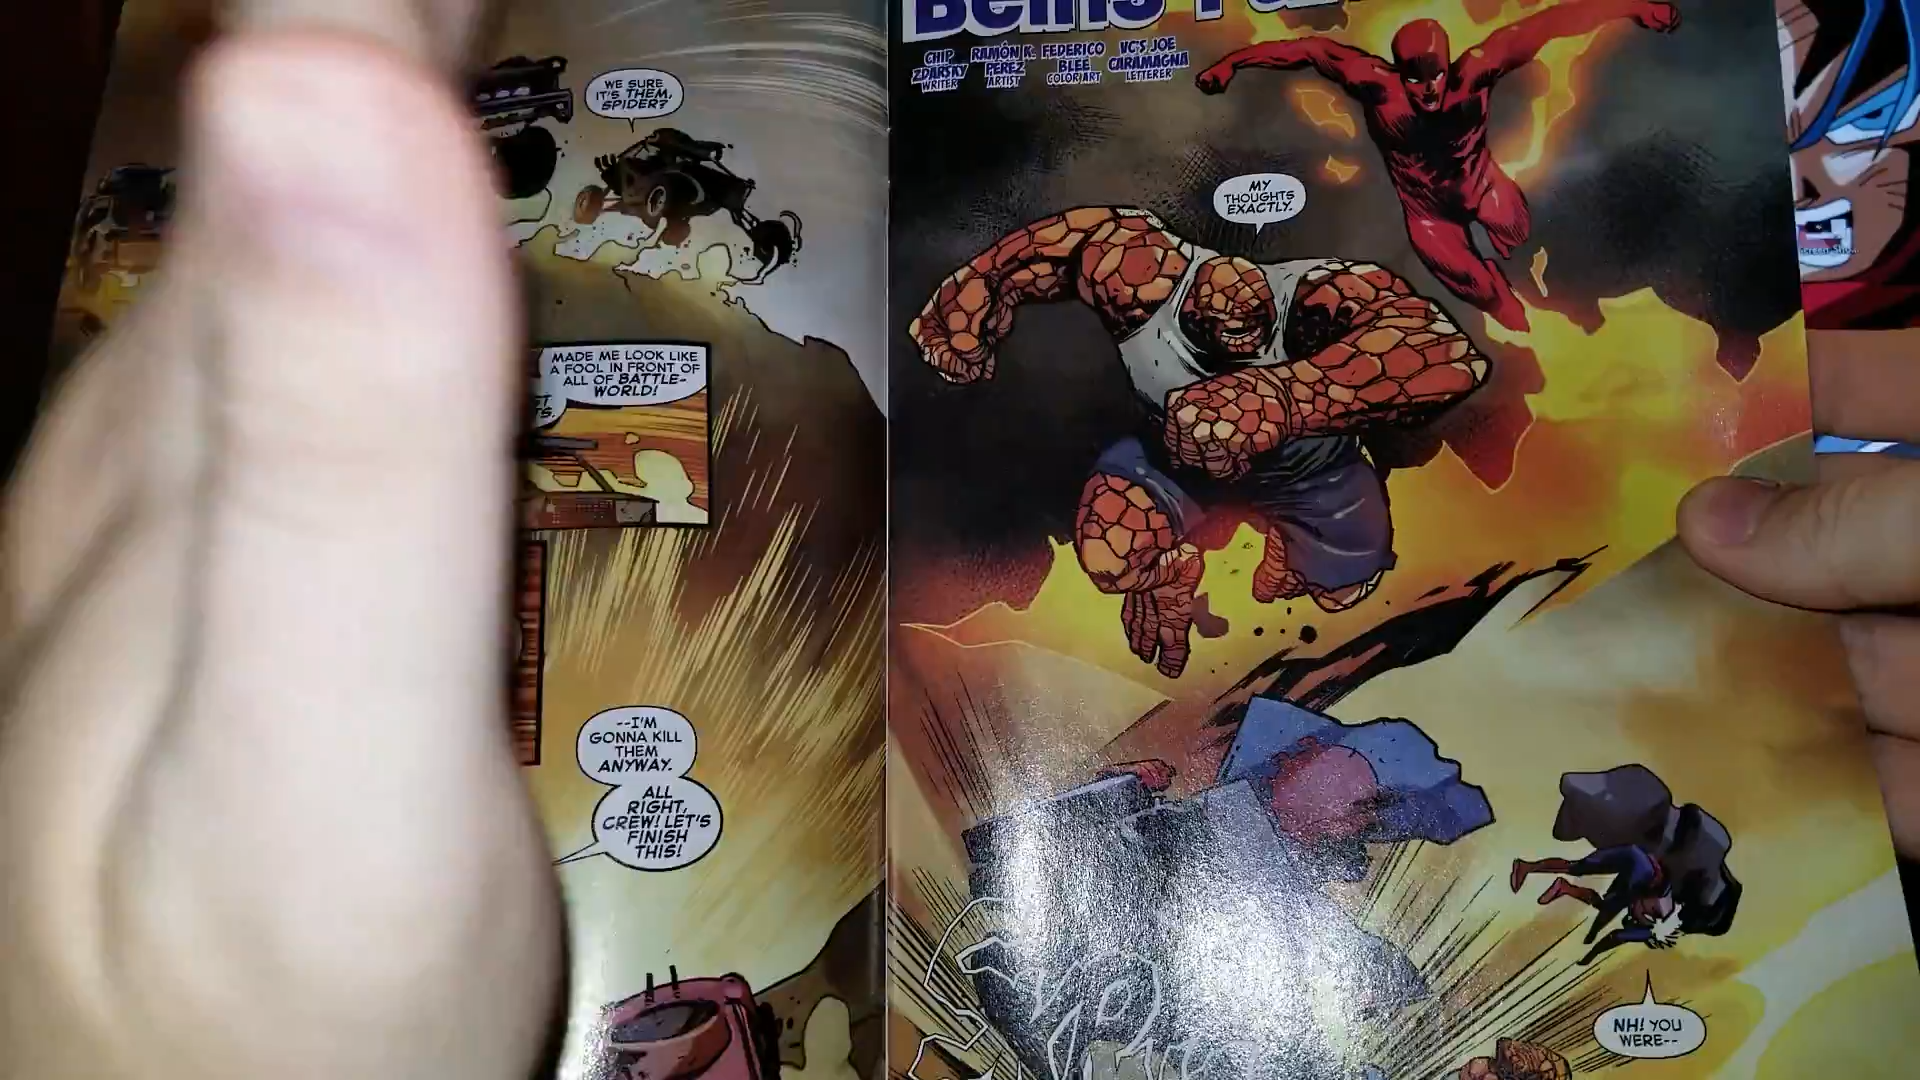 WE SURE
IT'S THEM,
SPIDER?
MADE ME LOOK LIKE
A FOOL IN FRONT OF
ALL OF BATTLE-
WORLD!
--I'M
GONNA KILL
THEM
ANYWAY.
ALL
RIGHT,
CREW! LET'S
FINISH
THIS!
CHIP
ZDARSKY
WRITER
RAMÓN K.
PEREZ
ARTIST
FEDERICO
BLEE
COLOR ART
VC'S JOE
CARAMAGNA
LETTERER
MY
THOUGHTS
EXACTLY.
NH! YOU
WERE--